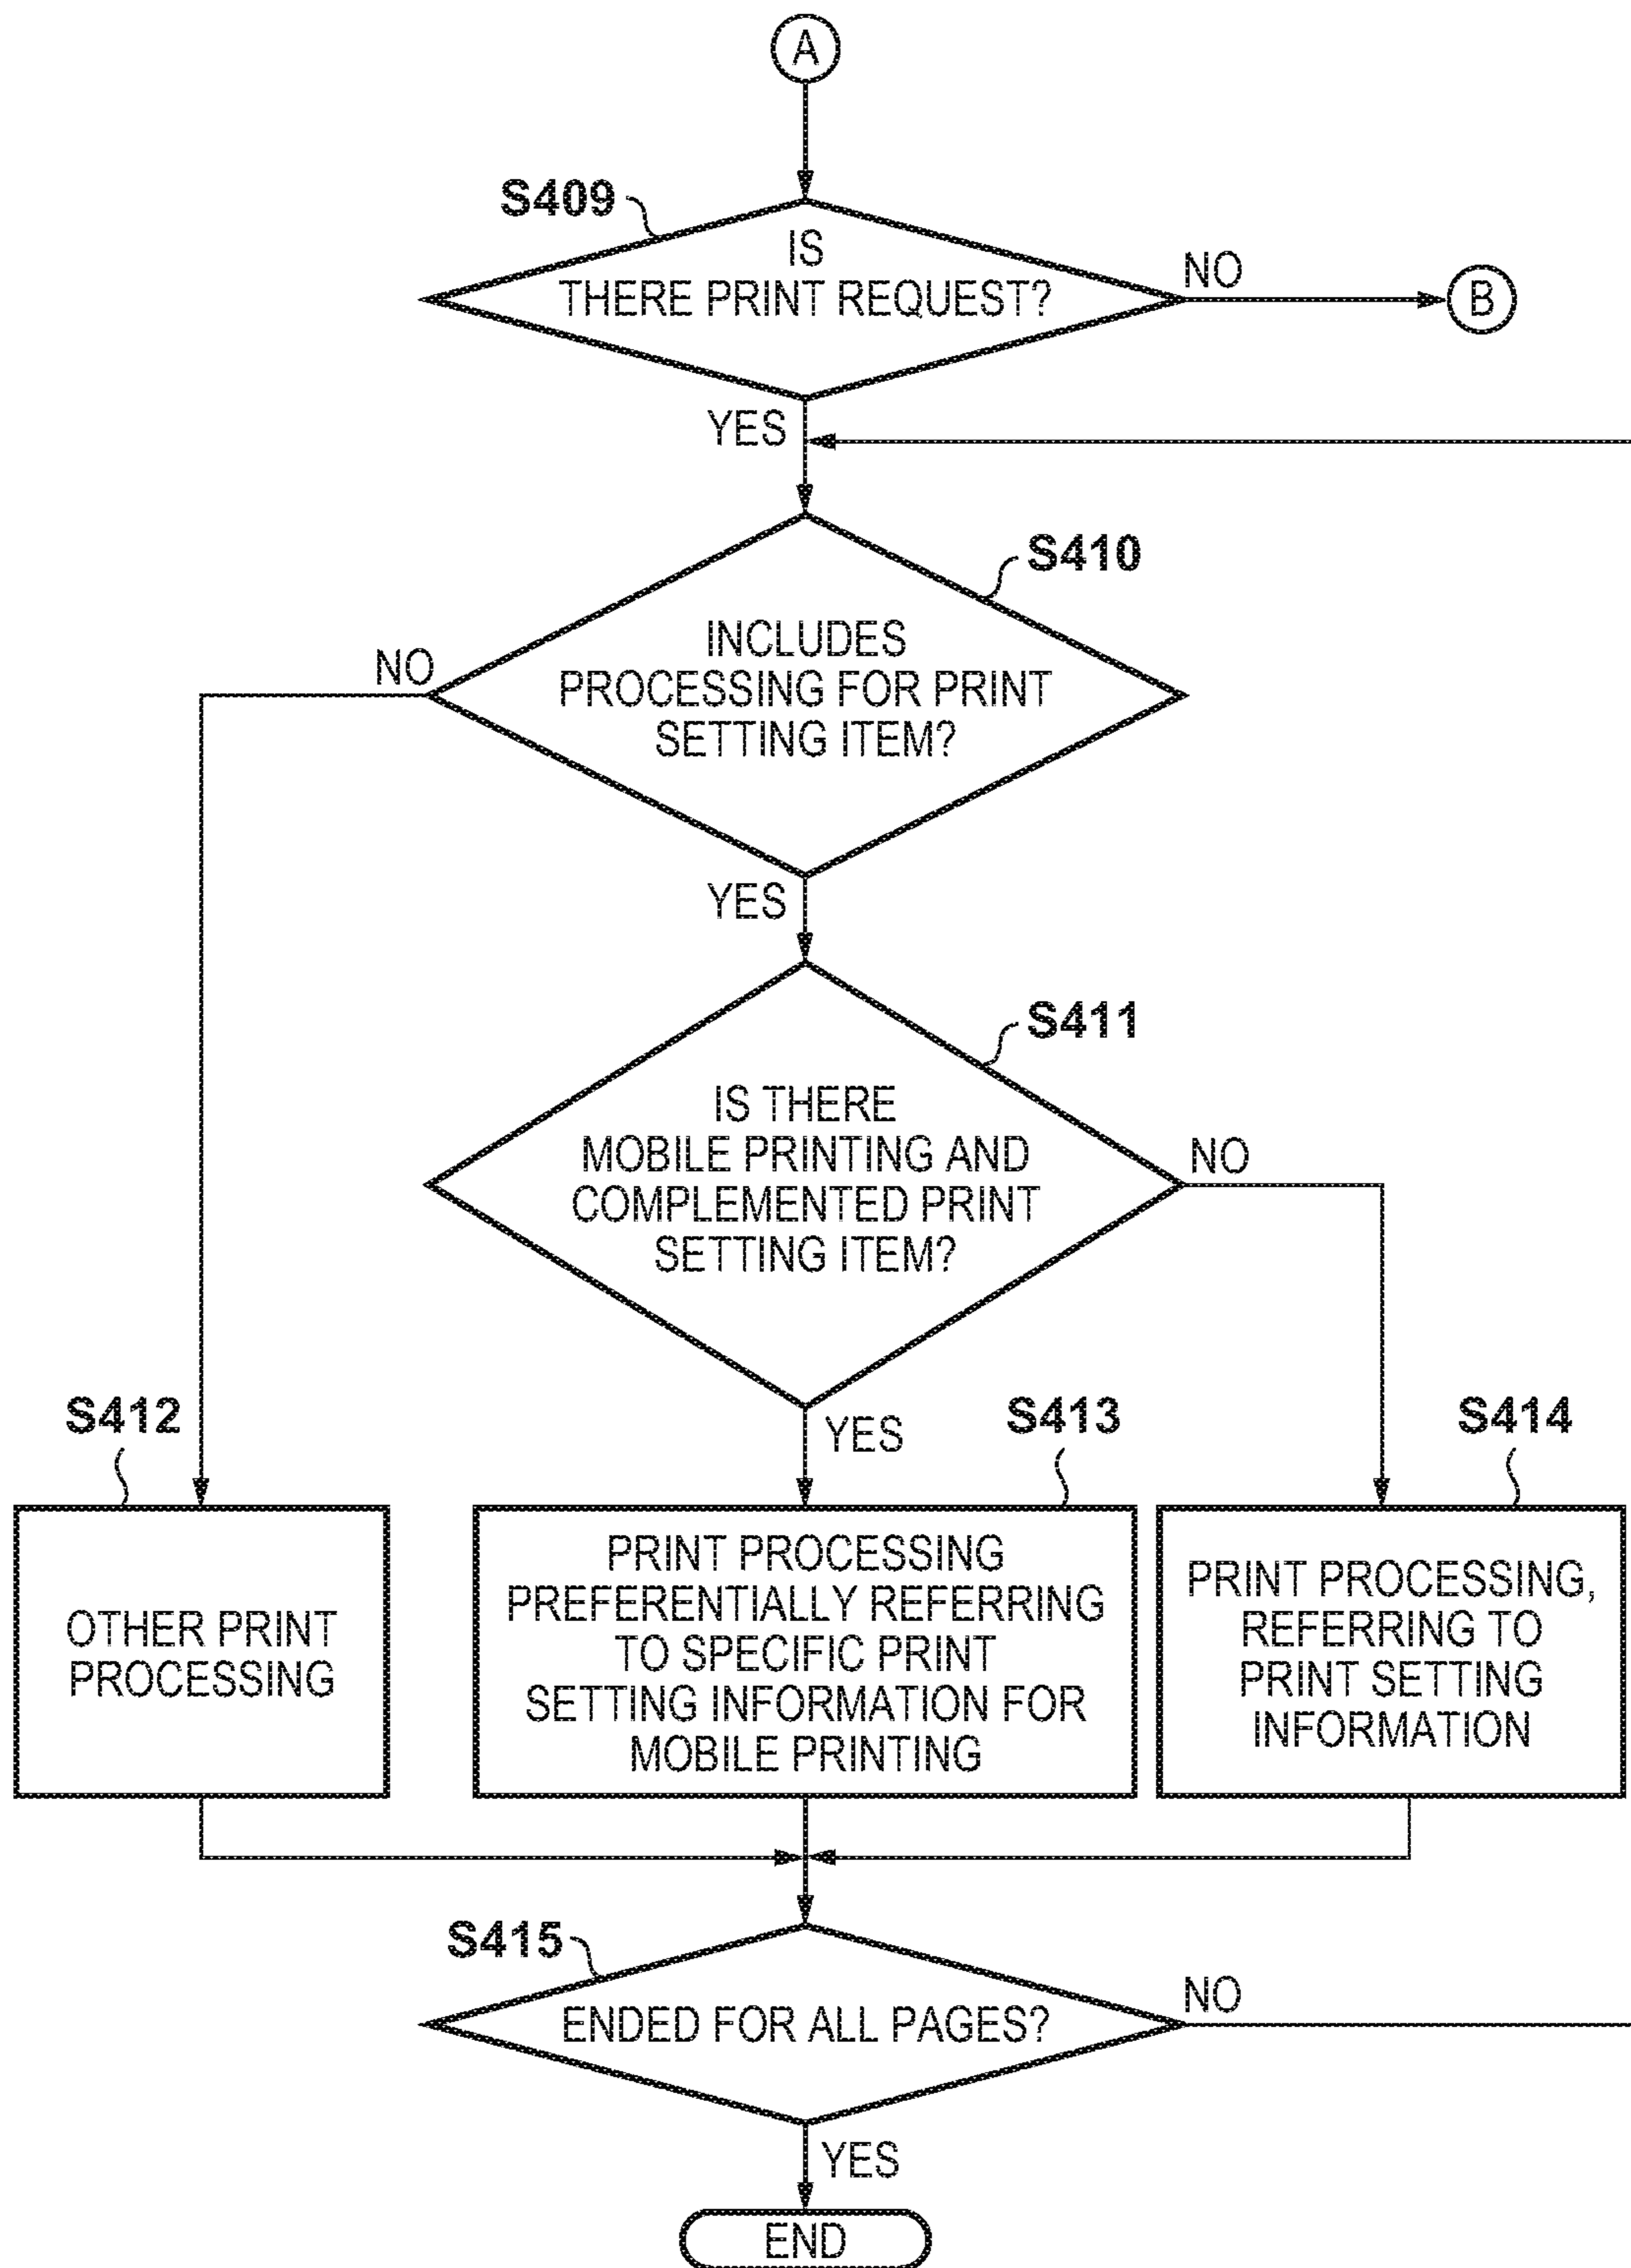 A
S409
IS
THERE PRINT REQUEST?
NO
B
YES
S410
INCLUDES
PROCESSING FOR PRINT
SETTING ITEM?
NO
YES
S411
IS THERE
MOBILE PRINTING AND
COMPLEMENTED PRINT
SETTING ITEM?
NO
YES
S412
OTHER PRINT
PROCESSING
S413
PRINT PROCESSING
PREFERENTIALLY REFERRING
TO SPECIFIC PRINT
SETTING INFORMATION FOR
MOBILE PRINTING
S414
PRINT PROCESSING,
REFERRING TO
PRINT SETTING
INFORMATION
S415
ENDED FOR ALL PAGES?
NO
YES
END